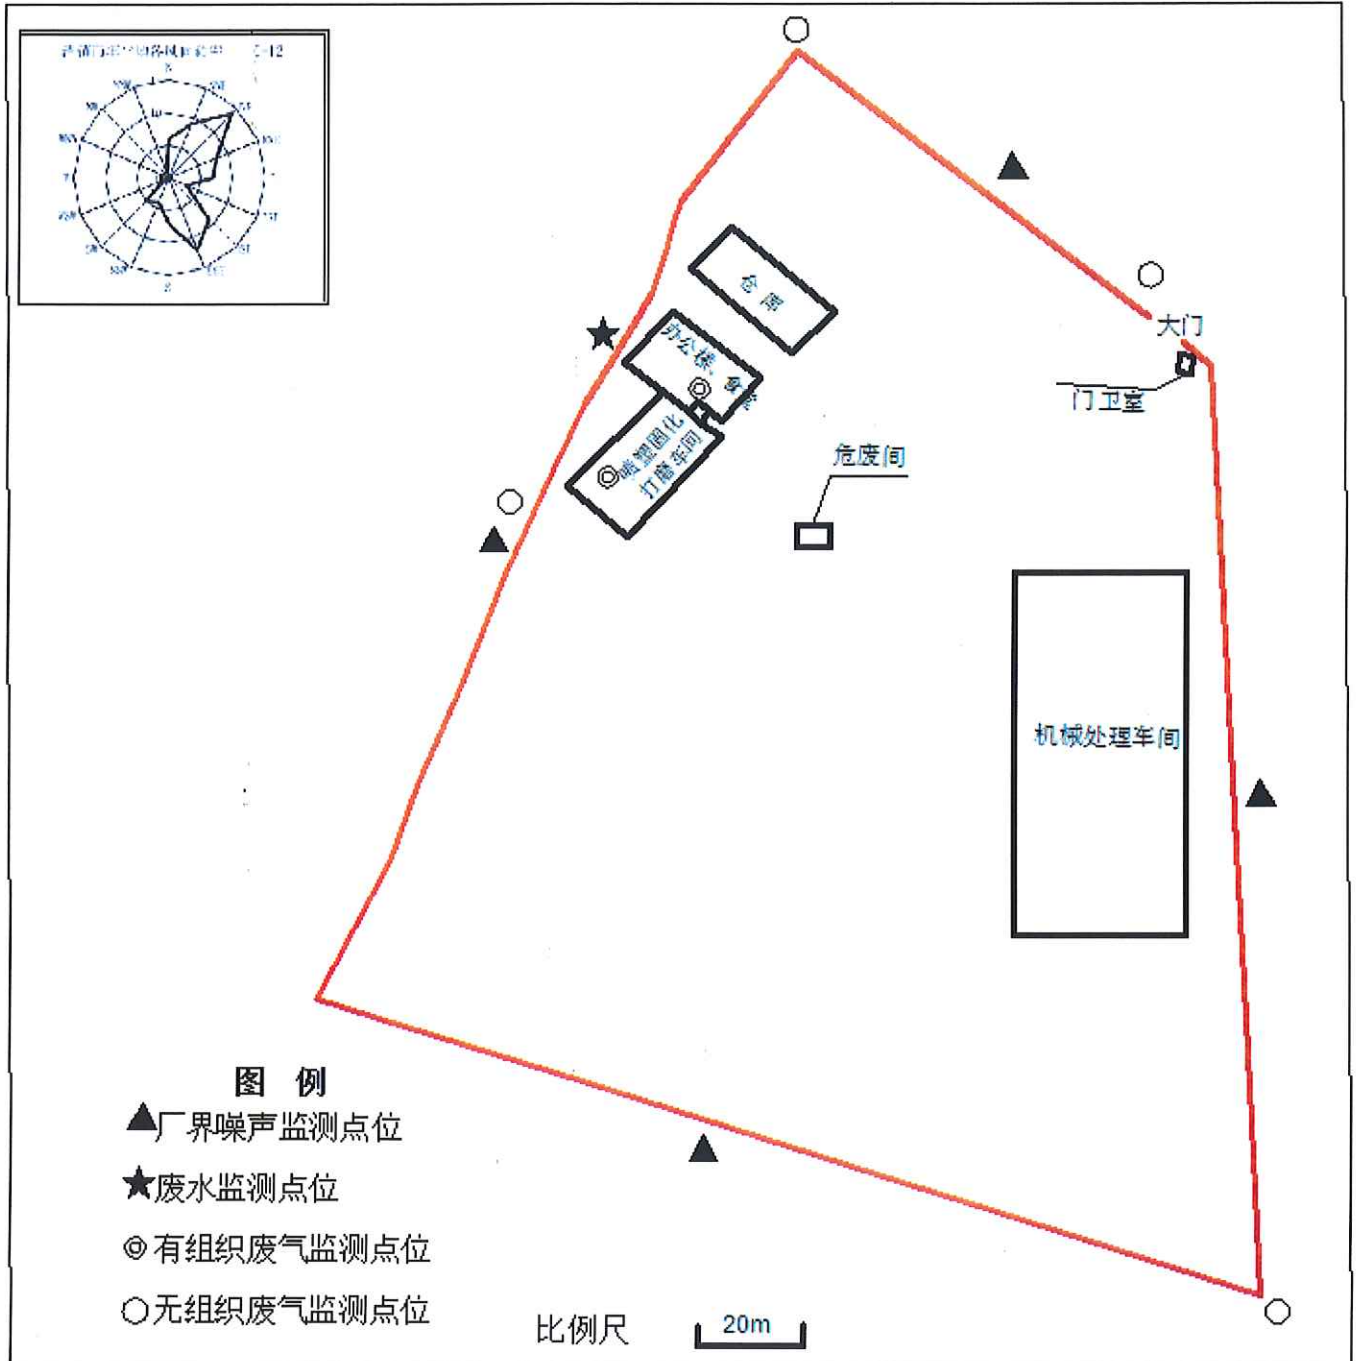 N
S
仓库
办公楼、食堂
喷塑固化
打磨车间
大门
门卫室
危废间
机械处理车间
图 例
厂界噪声监测点位
废水监测点位
有组织废气监测点位
无组织废气监测点位
比例尺
20m